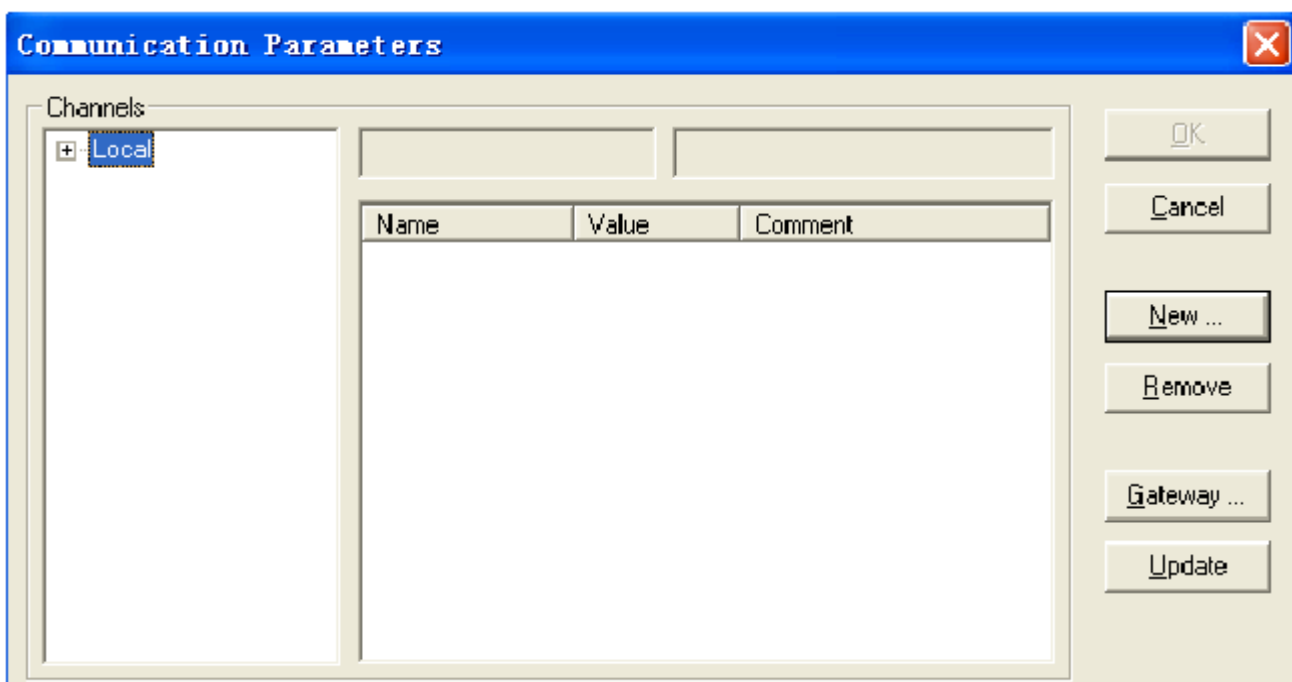 Communication Parameters
Channels
Local
Name Value Comment
OK
Cancel
New ...
Remove
Gateway ...
Update